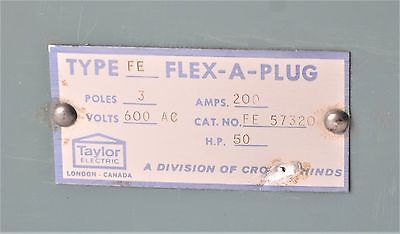 TYPE FE FLEX-A-PLUG
POLES 3 AMPS. 200
VOLTS 600 AC CAT. NO. FE 57320
H.P. 50
Taylor
ELECTRIC
LONDON - CANADA
A DIVISION OF HINDS